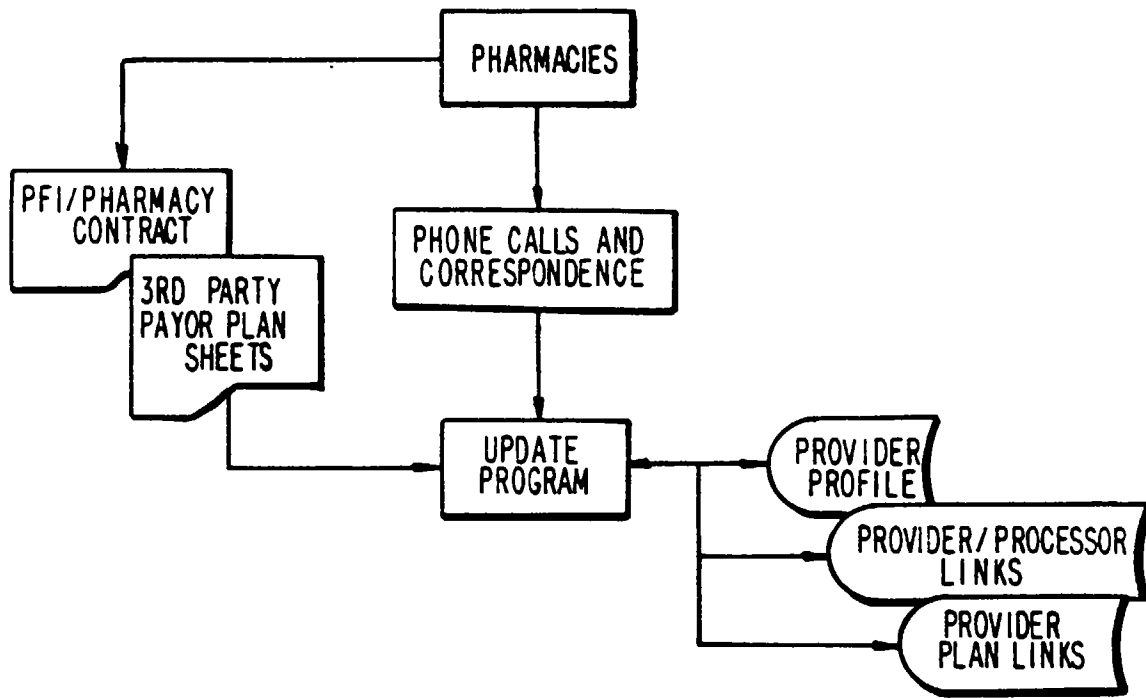 PHARMACIES
PFI/PHARMACY
CONTRACT
3RD PARTY
PAYOR PLAN
SHEETS
PHONE CALLS AND
CORRESPONDENCE
UPDATE
PROGRAM
PROVIDER
PROFILE
PROVIDER/PROCESSOR
LINKS
PROVIDER
PLAN LINKS